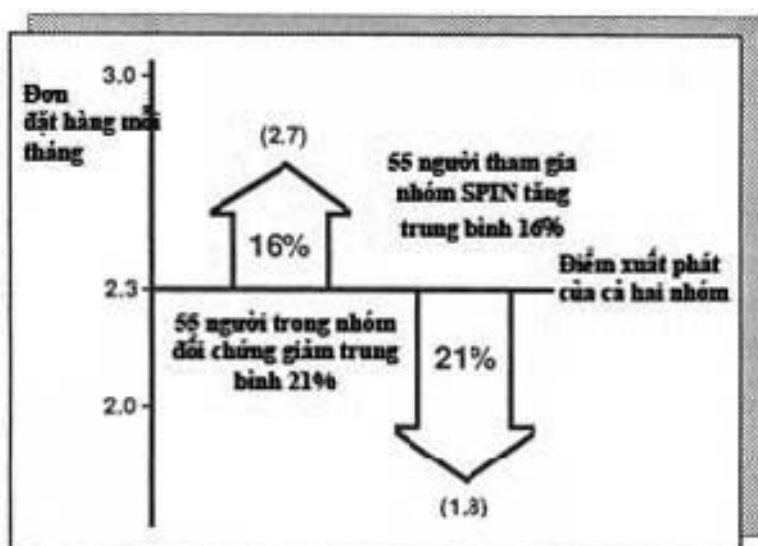 3.0
Đơn
đặt hàng mỗi
tháng
(2.7)
55 người tham gia
nhóm SPIN tăng
trung bình 16%
16%
Điểm xuất phát
của cả hai nhóm
2.3
55 người trong nhóm
đối chứng giảm trung
bình 21%
21%
2.0
(1.8)